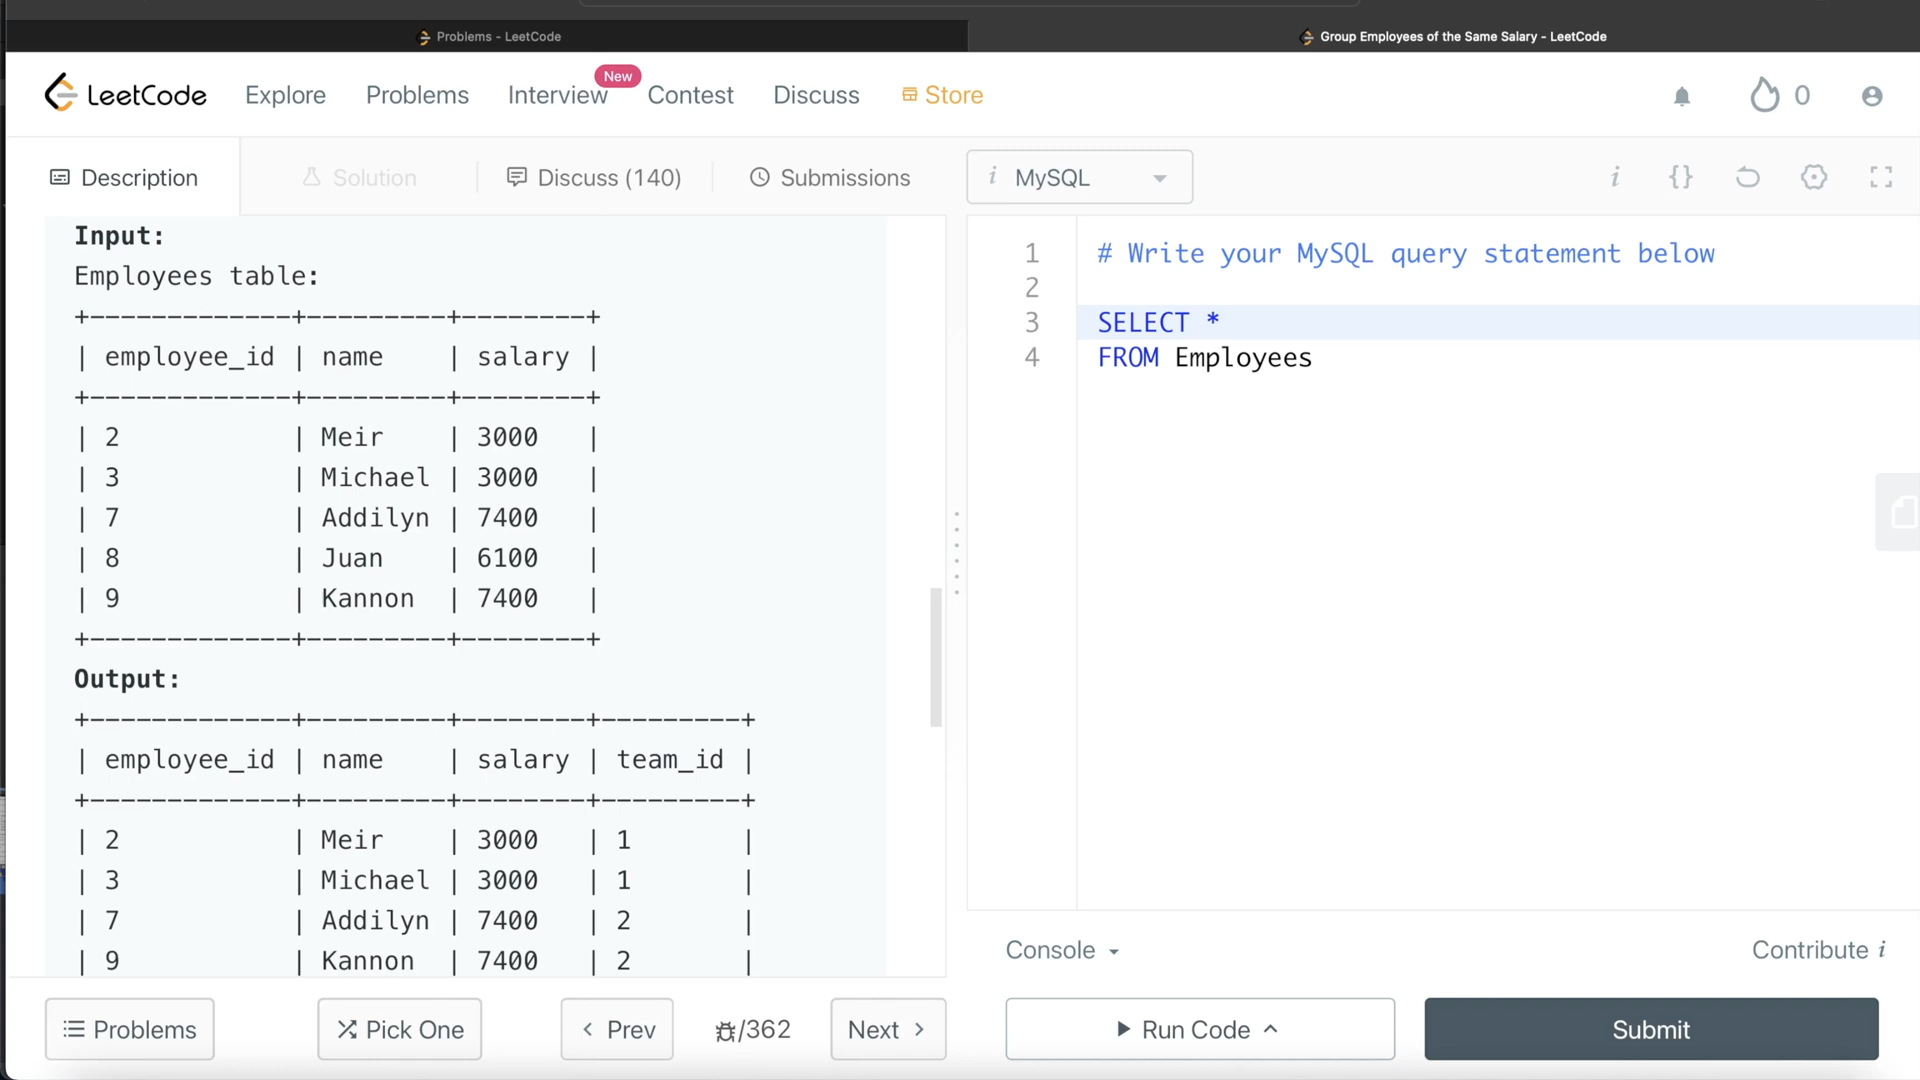 Problems - LeetCode
Group Employees of the Same Salary - LeetCode
LeetCode Explore Problems Interview New Contest Discuss Store 0
Description Solution Discuss (140) Submissions
i MySQL i {}
Input:
Employees table:
+-------------+---------+--------+
| employee_id | name    | salary |
+-------------+---------+--------+
| 2           | Meir    | 3000   |
| 3           | Michael | 3000   |
| 7           | Addilyn | 7400   |
| 8           | Juan    | 6100   |
| 9           | Kannon  | 7400   |
+-------------+---------+--------+
Output:
+-------------+---------+--------+---------+
| employee_id | name    | salary | team_id |
+-------------+---------+--------+---------+
| 2           | Meir    | 3000   | 1       |
| 3           | Michael | 3000   | 1       |
| 7           | Addilyn | 7400   | 2       |
| 9           | Kannon  | 7400   | 2       |
1 # Write your MySQL query statement below
2
3 SELECT *
4 FROM Employees
Console
Contribute i
Problems
Pick One
Prev
/362
Next
Run Code
Submit